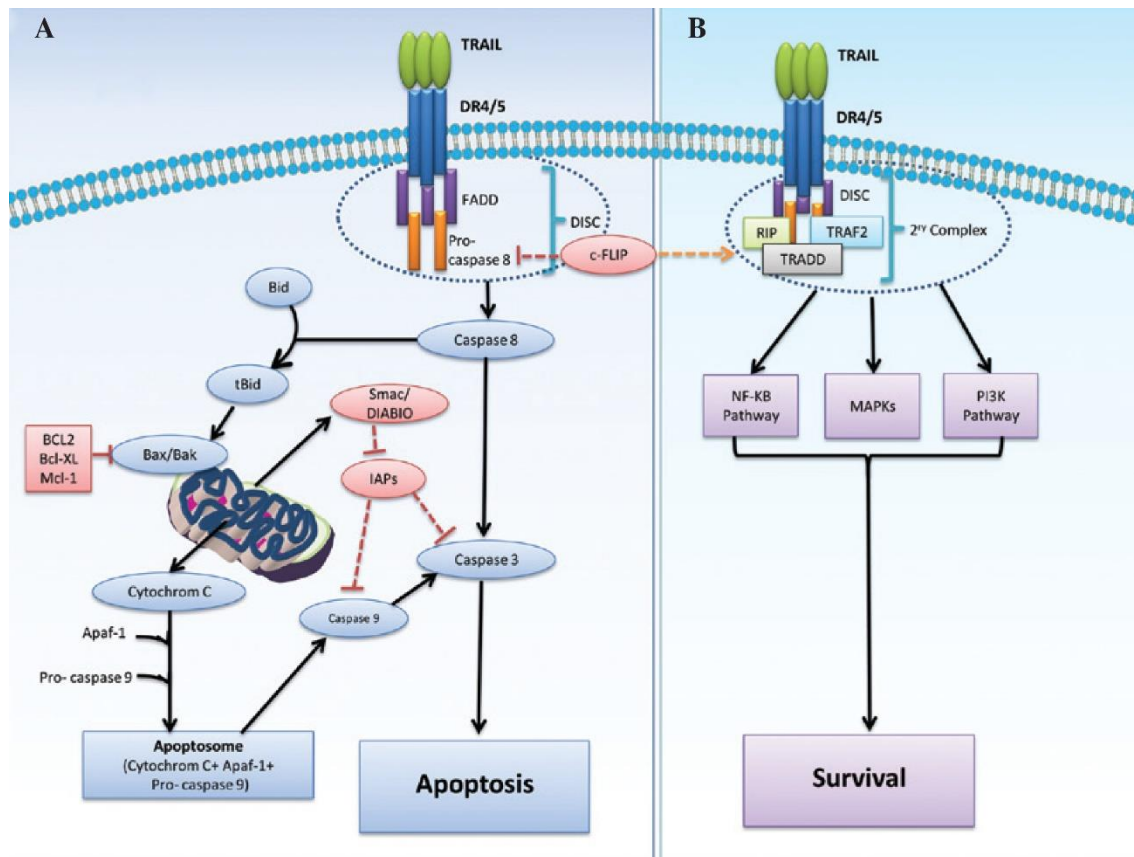 A
TRAIL
DR4/5
FADD
DISC
Pro-
caspase 8
c-FLIP
Bid
Caspase 8
tBid
Smac/
DIABIO
BCL2
Bcl-XL
Mcl-1
Bax/Bak
IAPs
Caspase 3
Cytochrom C
Caspase 9
Apaf-1
Pro- caspase 9
Apoptosome
(Cytochrom C+ Apaf-1+
Pro- caspase 9)
Apoptosis
B
TRAIL
DR4/5
DISC
RIP
TRAF2
TRADD
2ry Complex
NF-KB
Pathway
MAPKs
PI3K
Pathway
Survival